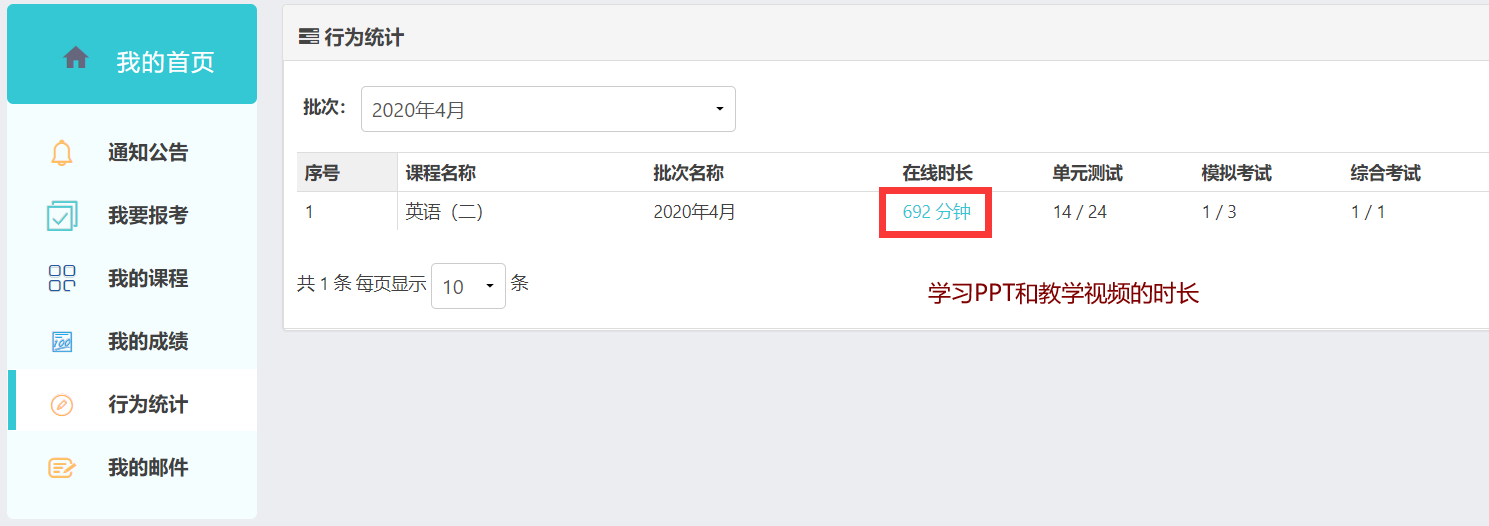 我的首页
通知公告
我要报考
我的课程
我的成绩
行为统计
我的邮件
行为统计
批次: 2020年4月
序号 课程名称 批次名称 在线时长 单元测试 模拟考试 综合考试
1 英语（二） 2020年4月 692 分钟 14 / 24 1 / 3 1 / 1
共 1 条 每页显示 10 条
学习PPT和教学视频的时长